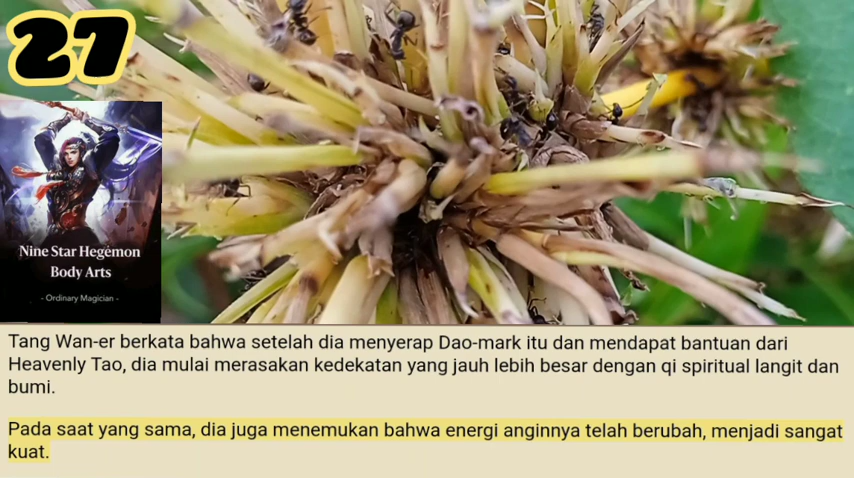 27
Nine Star Hegemon
Body Arts
- Ordinary Magician -
Tang Wan-er berkata bahwa setelah dia menyerap Dao-mark itu dan mendapat bantuan dari
Heavenly Tao, dia mulai merasakan kedekatan yang jauh lebih besar dengan qi spiritual langit dan
bumi.
Pada saat yang sama, dia juga menemukan bahwa energi anginnya telah berubah, menjadi sangat
kuat.